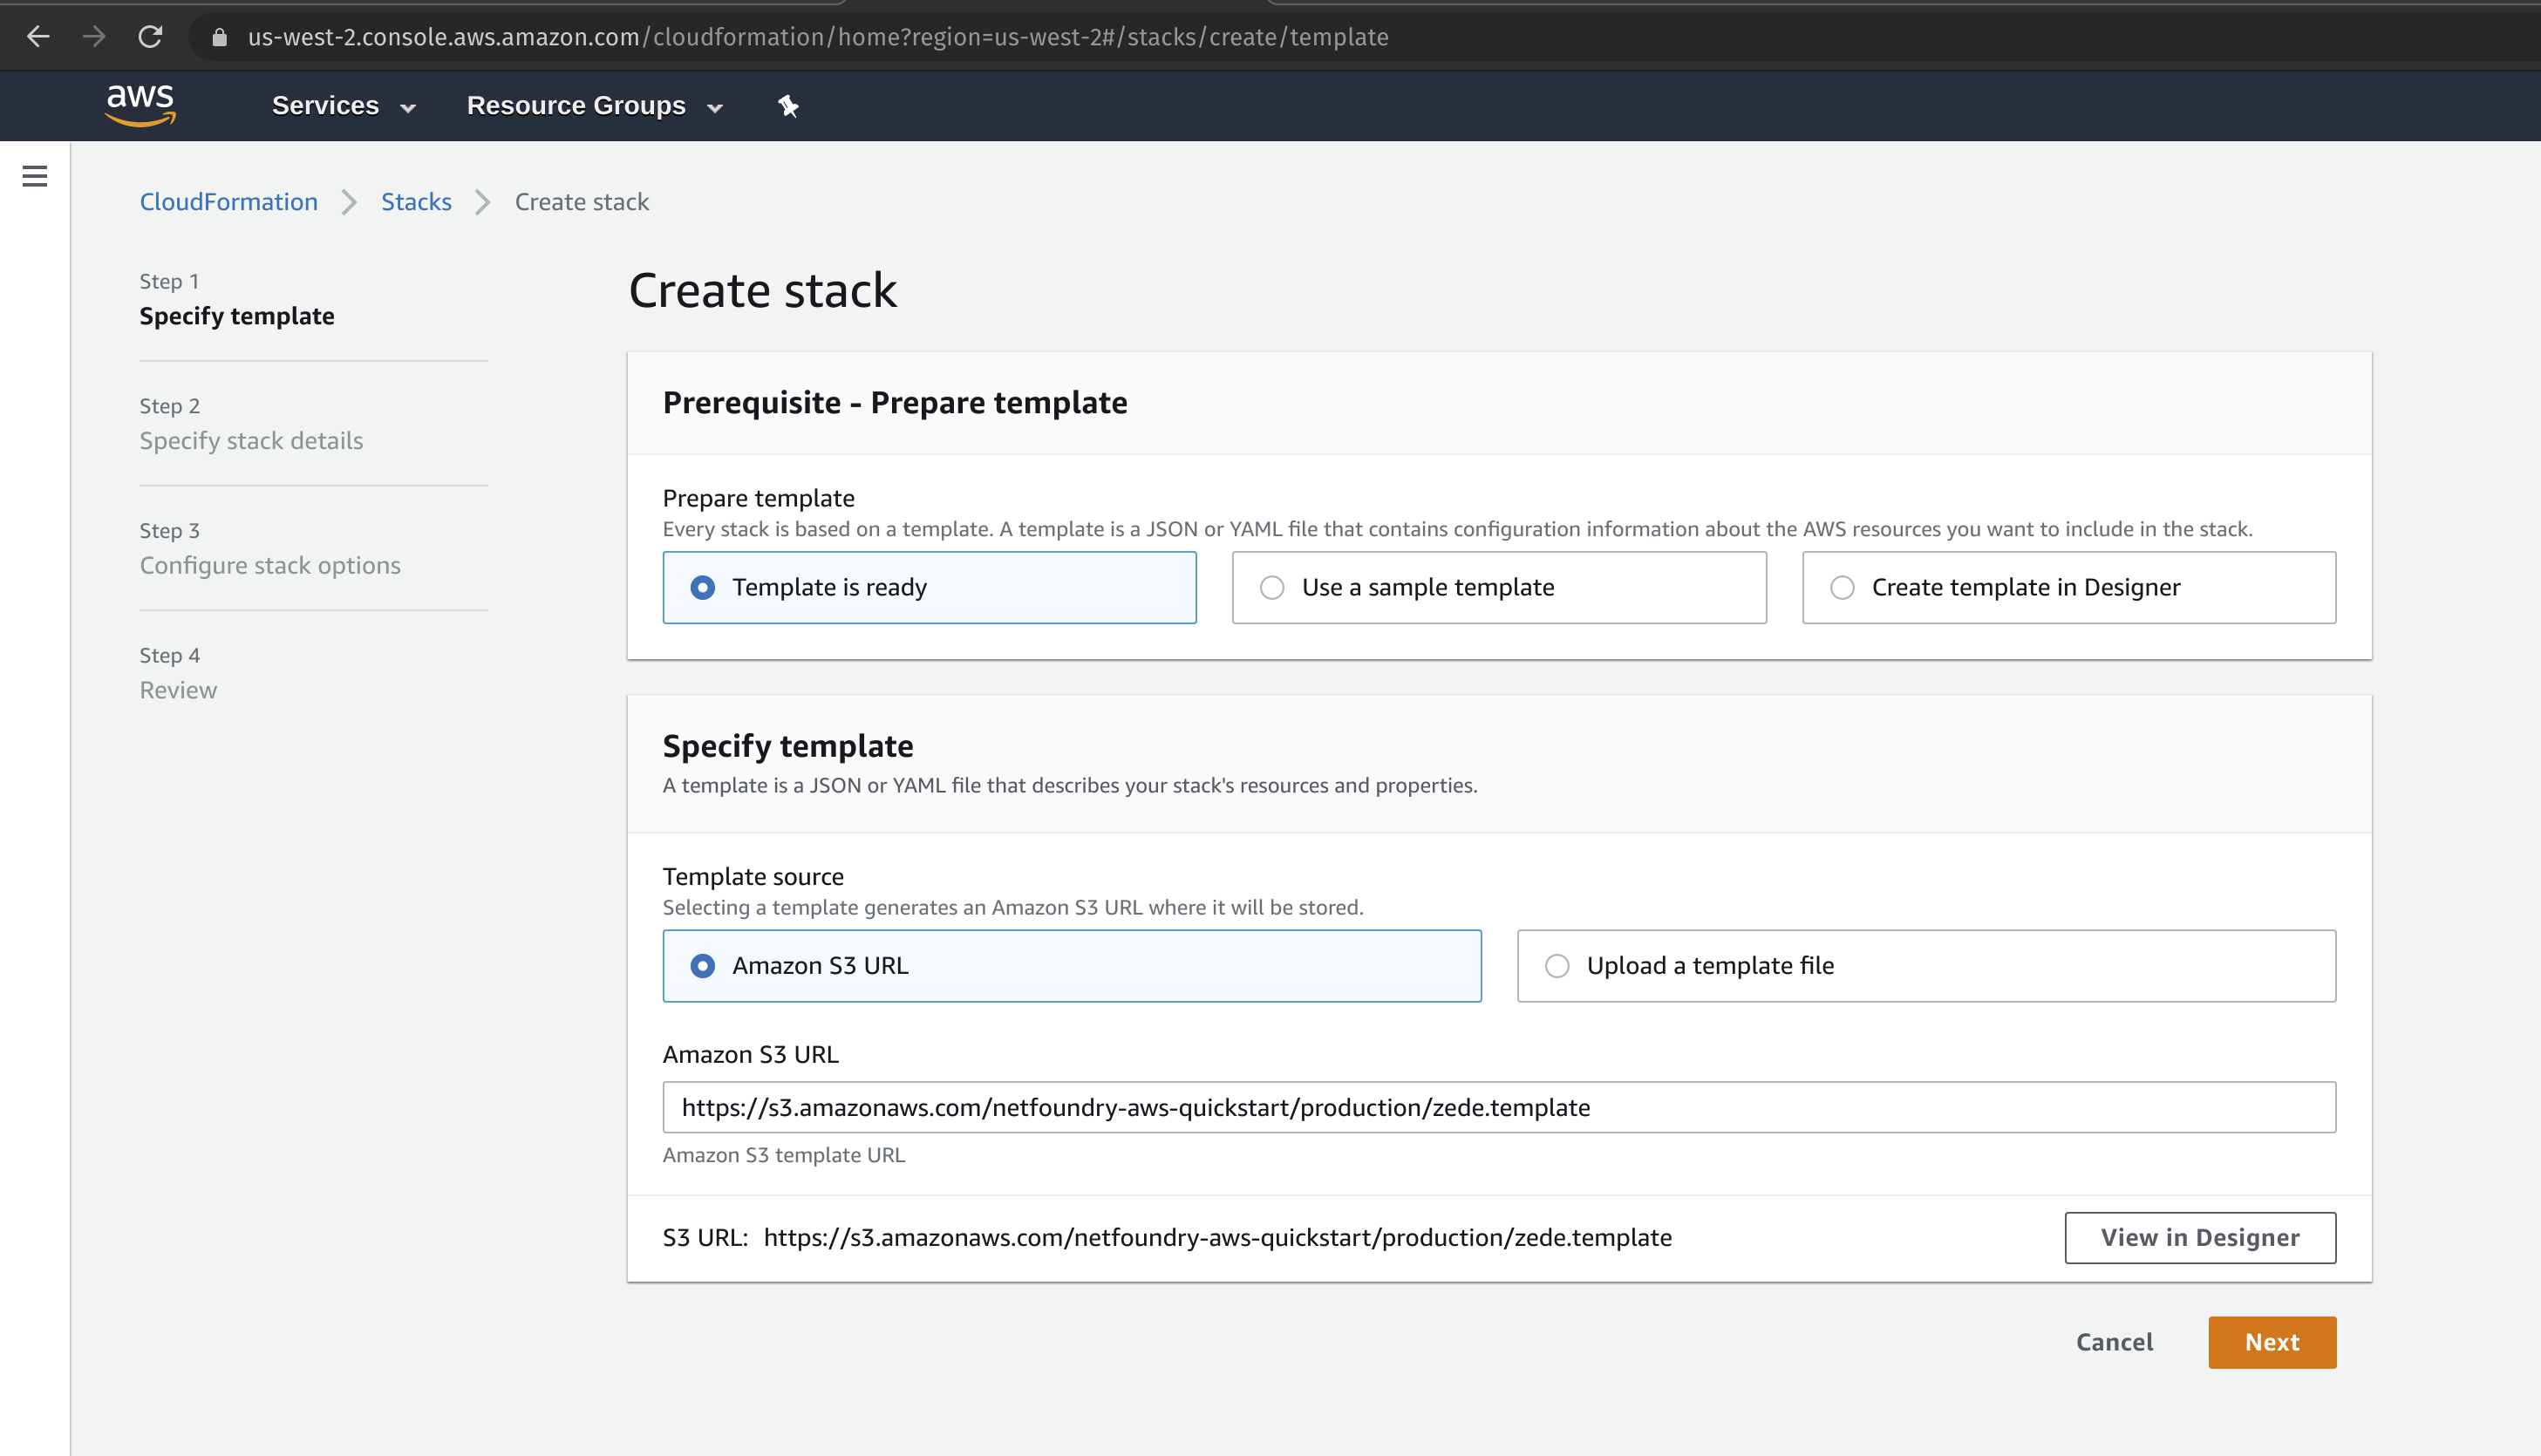 us-west-2.console.aws.amazon.com/cloudformation/home?region=us-west-2#/stacks/create/template
aws Services Resource Groups
CloudFormation Stacks Create stack
Step 1
Specify template
Step 2
Specify stack details
Step 3
Configure stack options
Step 4
Review
Create stack
Prerequisite - Prepare template
Prepare template
Every stack is based on a template. A template is a JSON or YAML file that contains configuration information about the AWS resources you want to include in the stack.
Template is ready Use a sample template Create template in Designer
Specify template
A template is a JSON or YAML file that describes your stack's resources and properties.
Template source
Selecting a template generates an Amazon S3 URL where it will be stored.
Amazon S3 URL Upload a template file
Amazon S3 URL
https://s3.amazonaws.com/netfoundry-aws-quickstart/production/zede.template
Amazon S3 template URL
S3 URL: https://s3.amazonaws.com/netfoundry-aws-quickstart/production/zede.template View in Designer
Cancel Next